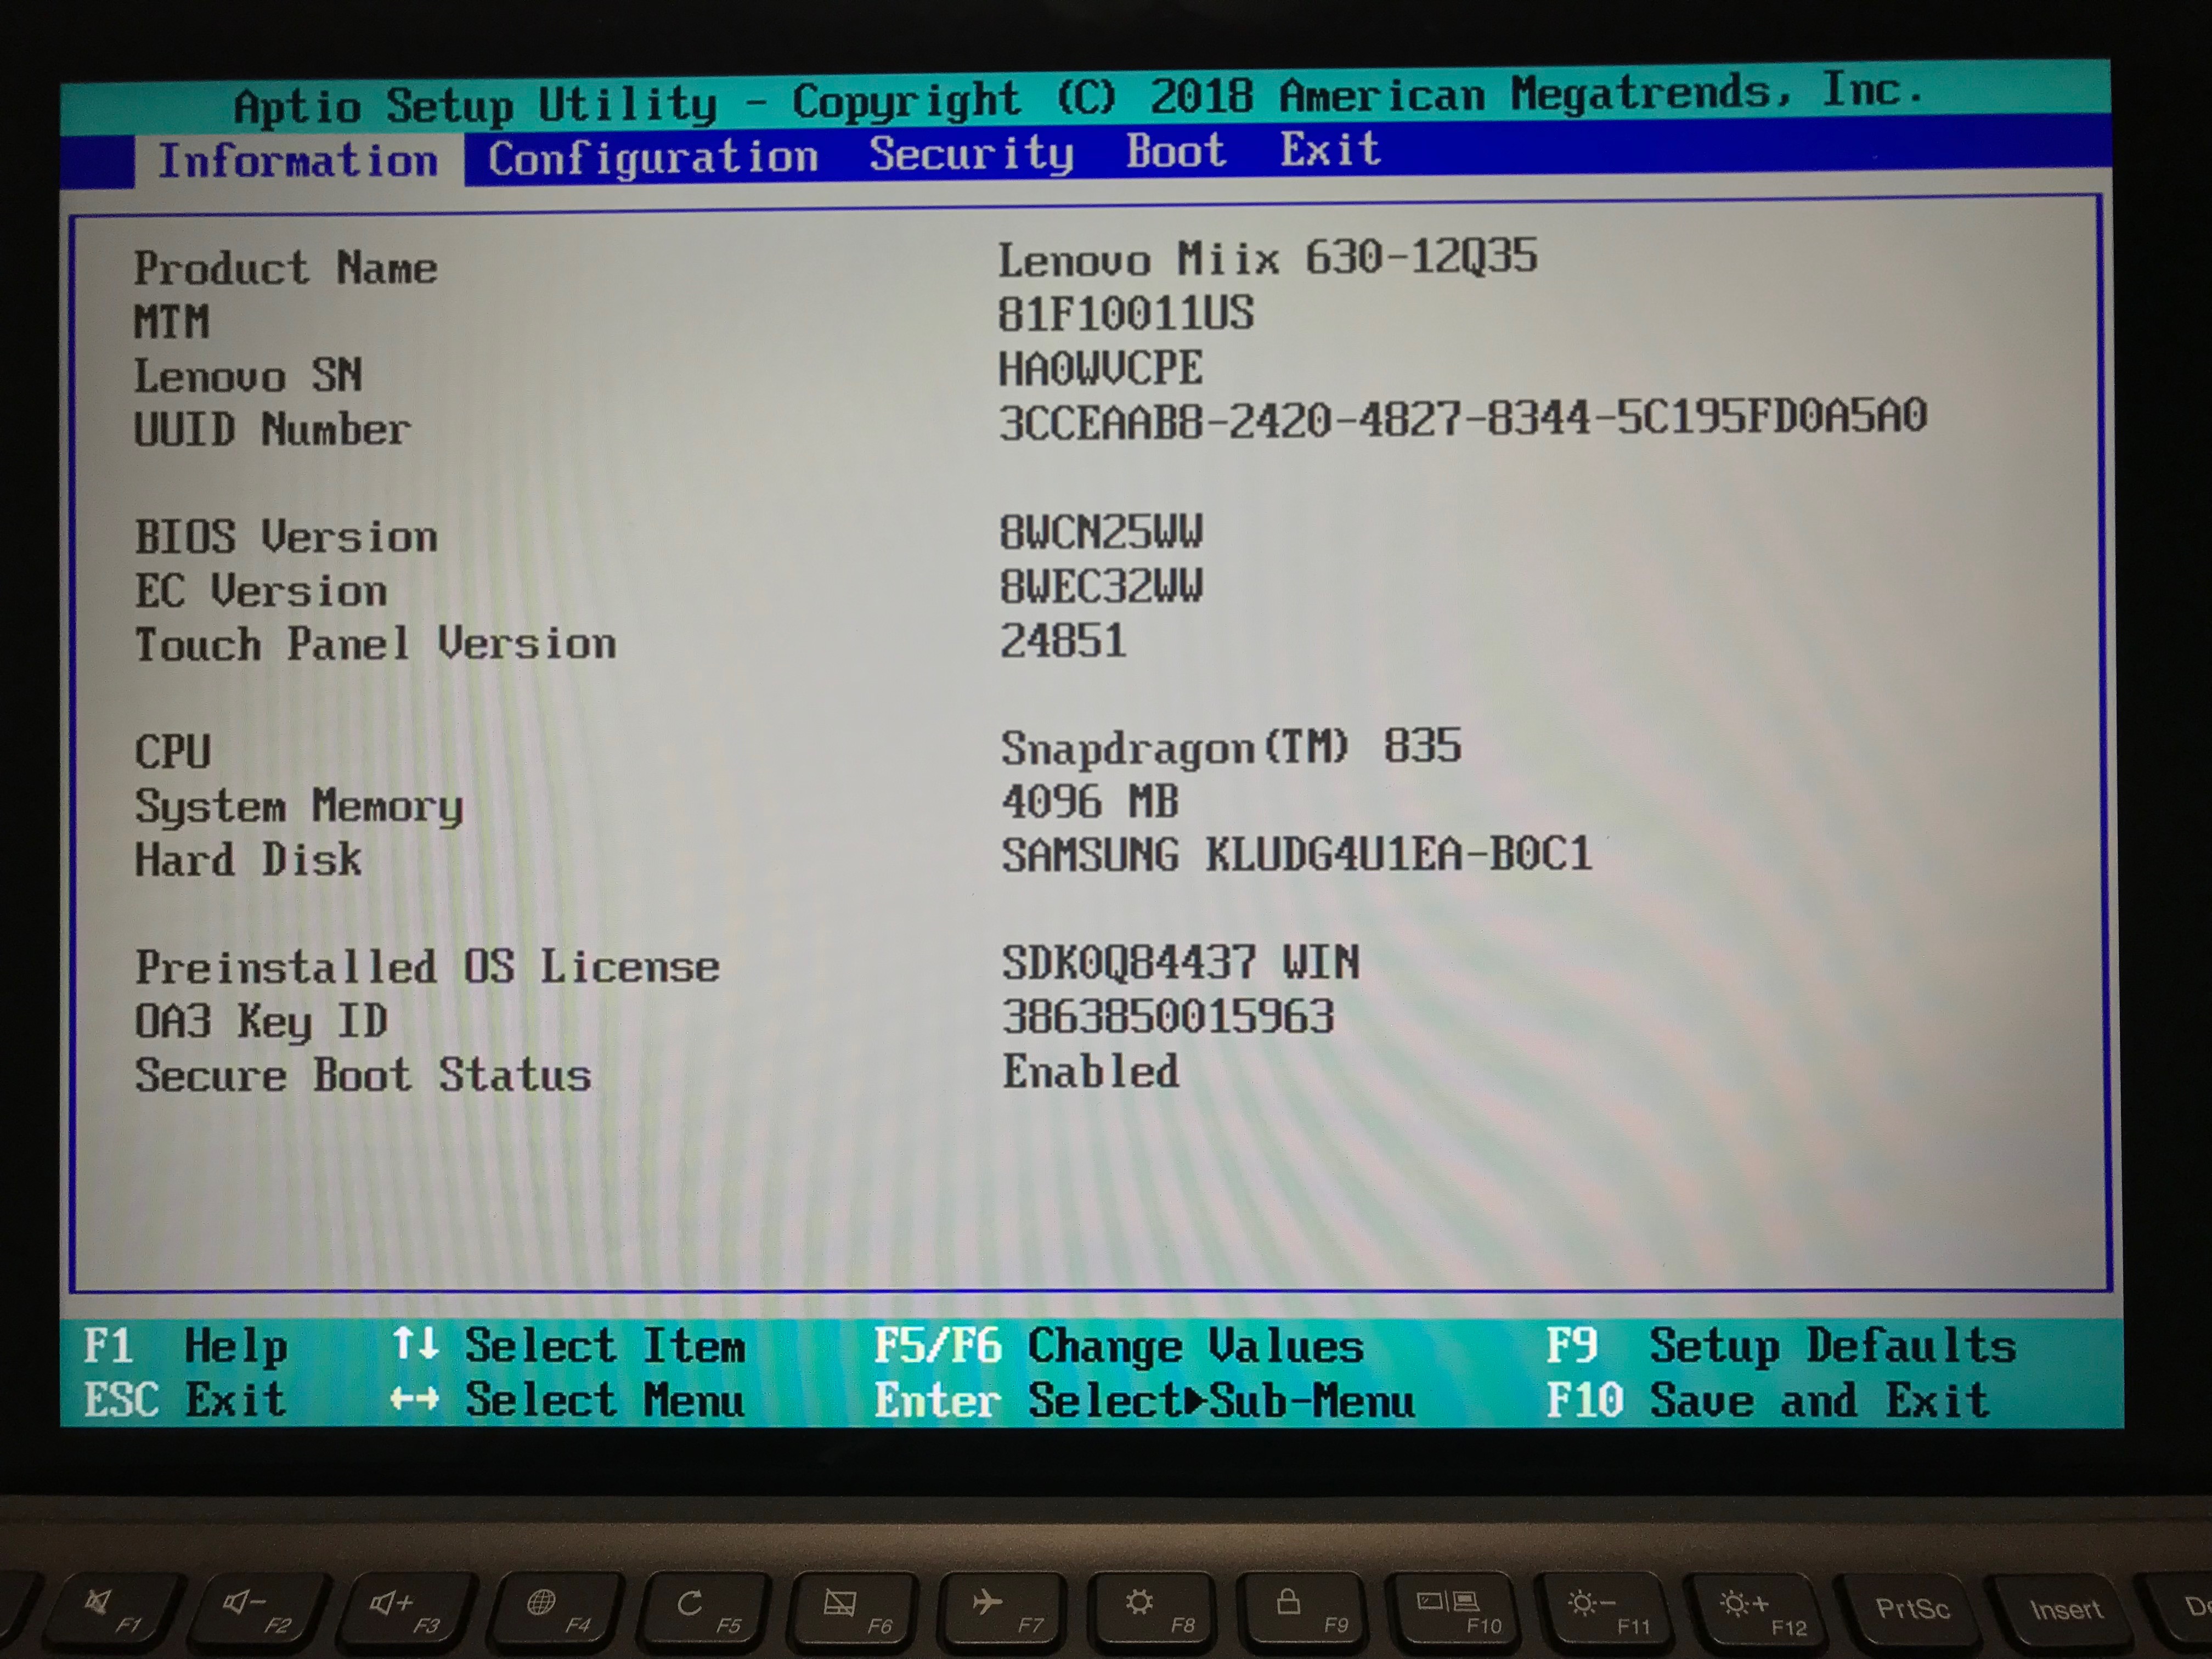 Aptio Setup Utility - Copyright (C) 2018 American Megatrends, Inc.
Information Configuration Security Boot Exit
Product Name Lenovo Miix 630-12Q35
MTM 81F10011US
Lenovo SN HA0WVCPE
UUID Number 3CCEAAB8-2420-4827-8344-5C195FD0A5A0
BIOS Version 8WCN25WW
EC Version 8WEC32WW
Touch Panel Version 24851
CPU Snapdragon(TM) 835
System Memory 4096 MB
Hard Disk SAMSUNG KLUDG4U1EA-B0C1
Preinstalled OS License SDK0Q84437 WIN
OA3 Key ID 3863850015963
Secure Boot Status Enabled
F1 Help ↑↓ Select Item F5/F6 Change Values F9 Setup Defaults
ESC Exit ←→ Select Menu Enter Select▶Sub-Menu F10 Save and Exit
F1 F2 F3 F4 F5 F6 F7 F8 F9 F10 F11 F12 PrtSc Insert